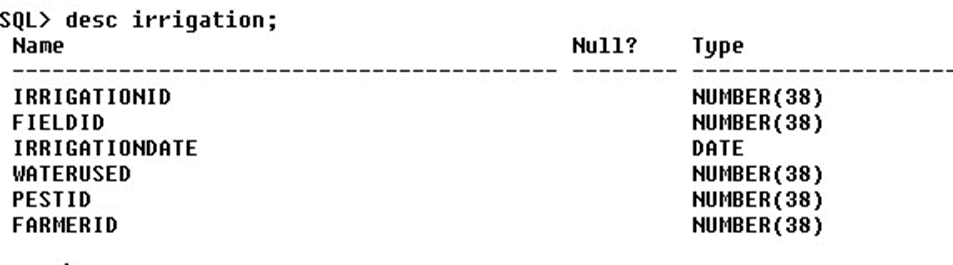 SQL> desc irrigation;
Name Null? Type
----------------------------------------- -------- ----------------------------
IRRIGATIONID NUMBER(38)
FIELDID NUMBER(38)
IRRIGATIONDATE DATE
WATERUSED NUMBER(38)
PESTID NUMBER(38)
FARMERID NUMBER(38)